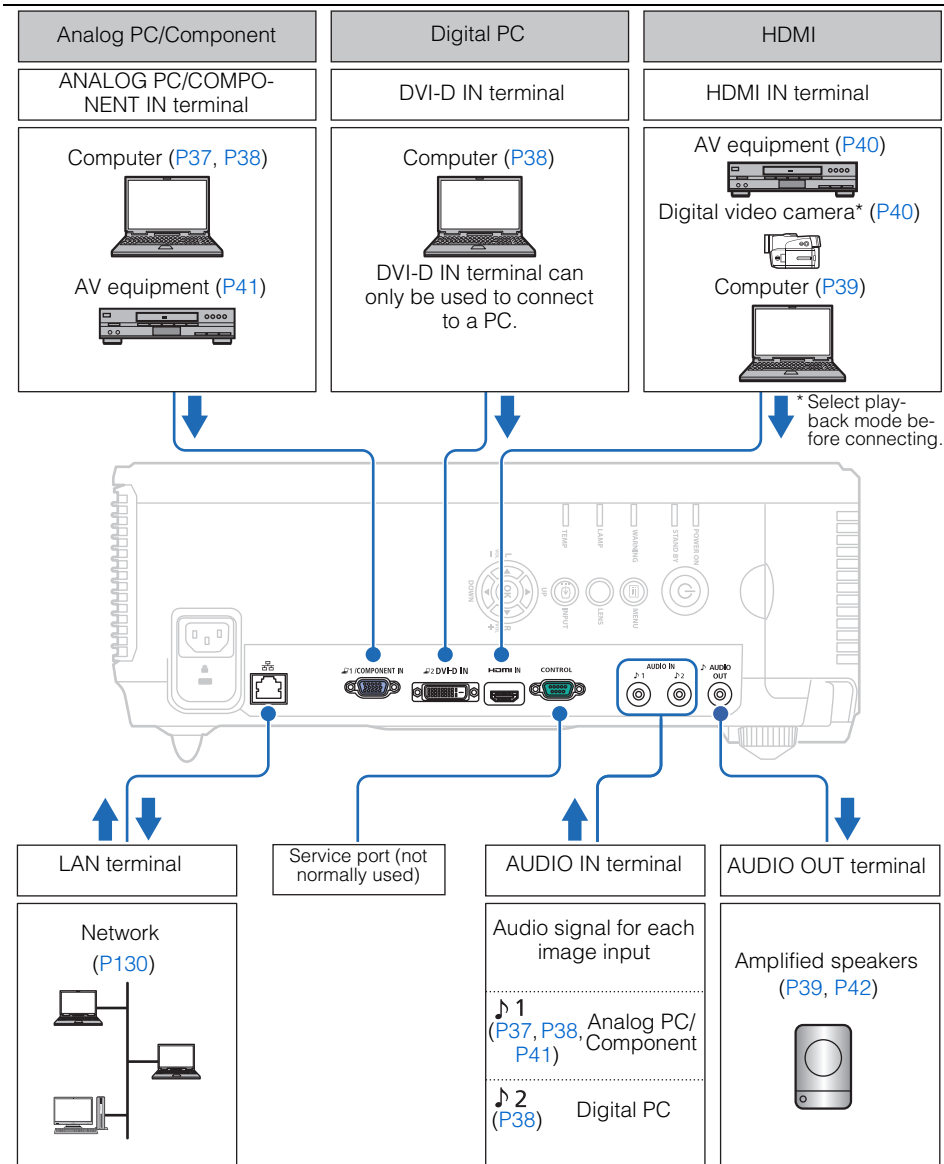 Analog PC/Component
Digital PC
HDMI
ANALOG PC/COMPO-
NENT IN terminal
DVI-D IN terminal
HDMI IN terminal
Computer (P37, P38)
AV equipment (P41)
Computer (P38)
DVI-D IN terminal can
only be used to connect
to a PC.
AV equipment (P40)
Digital video camera* (P40)
Computer (P39)
* Select play-
back mode be-
fore connecting.
TEMP
LAMP
WARNING
STAND BY
POWER ON
VOL
L
DOWN
OK
UP
R
VOL
INPUT
LENS
MENU
1 /COMPONENT IN
2 DVI-D IN
HDMI IN
CONTROL
AUDIO IN
♪ 1
♪ 2
♪ AUDIO
OUT
LAN terminal
Service port (not
normally used)
AUDIO IN terminal
AUDIO OUT terminal
Network
(P130)
Audio signal for each
image input
♪ 1
(P37, P38,
P41)
Analog PC/
Component
♪ 2
(P38)
Digital PC
Amplified speakers
(P39, P42)